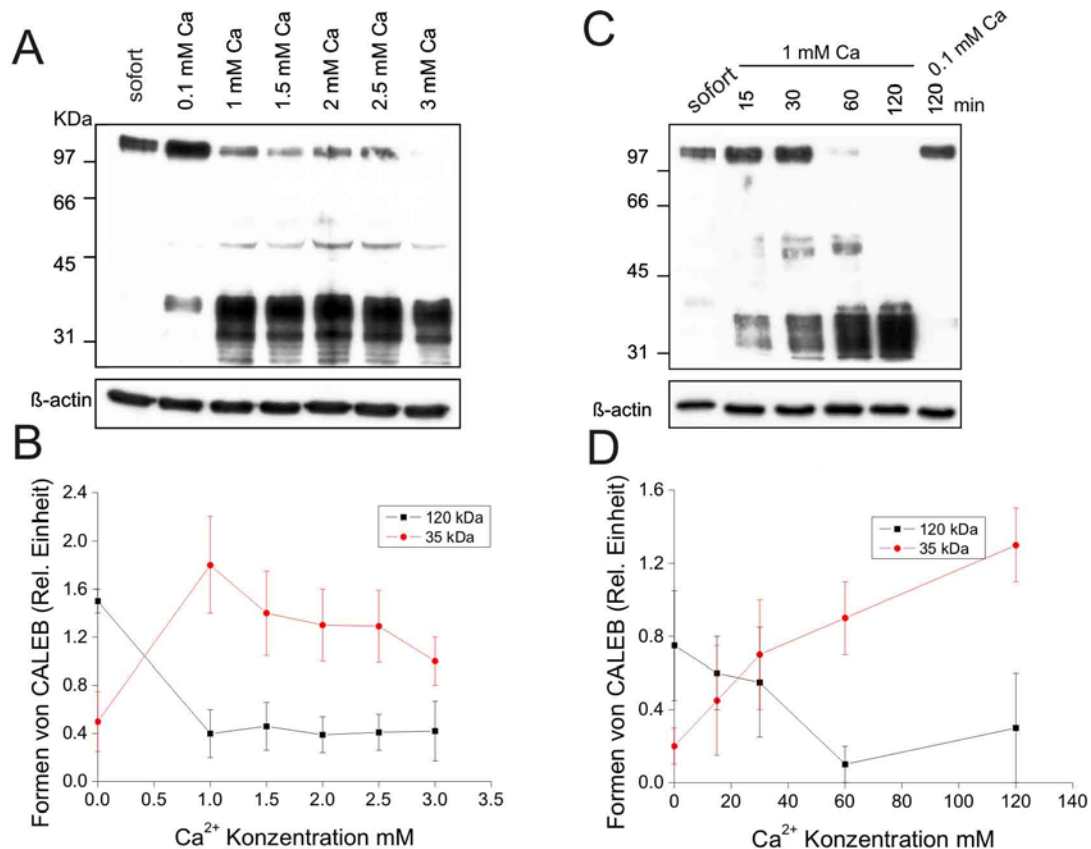 A
sofort
0.1 mM Ca
1 mM Ca
1.5 mM Ca
2 mM Ca
2.5 mM Ca
3 mM Ca
KDa
97
66
45
31
ß-actin
B
Formen von CALEB (Rel. Einheit)
2.4
2.0
1.6
1.2
0.8
0.4
0.0
120 kDa
35 kDa
0.0 0.5 1.0 1.5 2.0 2.5 3.0 3.5
Ca²⁺ Konzentration mM
C
1 mM Ca
sofort
15
30
60
120
120 0.1 mM Ca
min
97
66
45
31
ß-actin
D
Formen von CALEB (Rel. Einheit)
1.6
1.2
0.8
0.4
0.0
120 kDa
35 kDa
0 20 40 60 80 100 120 140
Ca²⁺ Konzentration mM